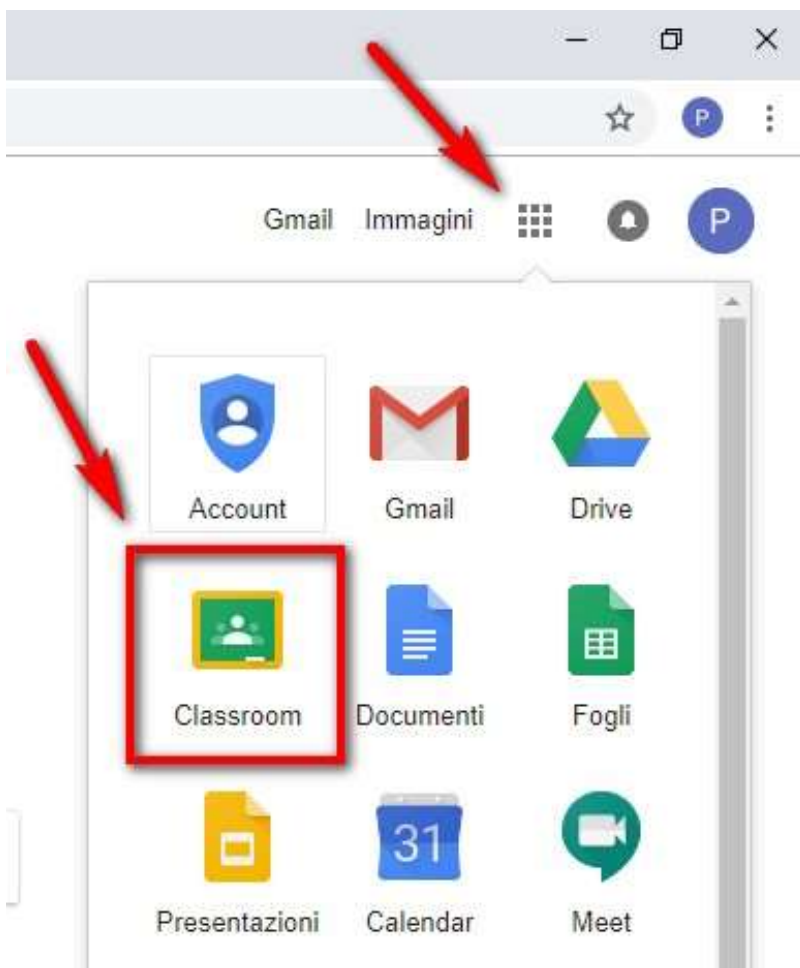 P
Gmail Immagini P
Account Gmail Drive
Classroom Documenti Fogli
31
Presentazioni Calendar Meet